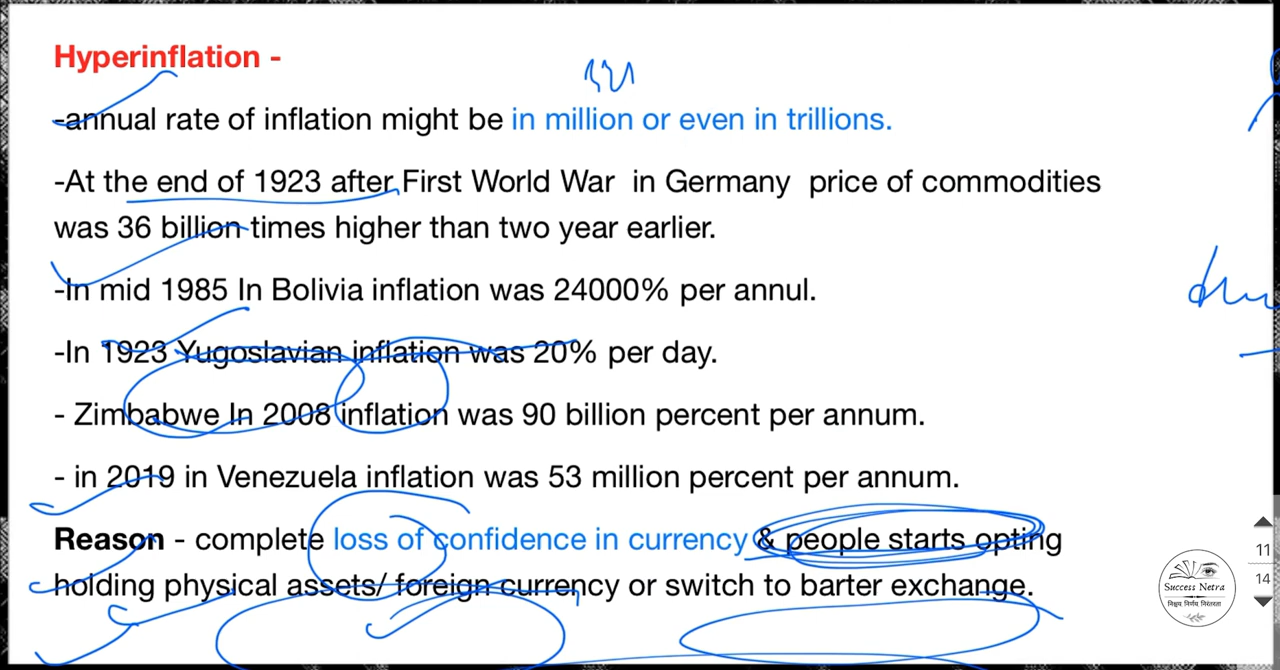 Hyperinflation -
-annual rate of inflation might be in million or even in trillions.
-At the end of 1923 after First World War in Germany price of commodities
was 36 billion times higher than two year earlier.
-In mid 1985 In Bolivia inflation was 24000% per annul.
-In 1923 Yugoslavian inflation was 20% per day.
- Zimbabwe In 2008 inflation was 90 billion percent per annum.
- in 2019 in Venezuela inflation was 53 million percent per annum.
Reason - complete loss of confidence in currency & people starts opting
holding physical assets/ foreign currency or switch to barter exchange.
11
14
Success Netra
निश्चय निर्णय निरंतरता